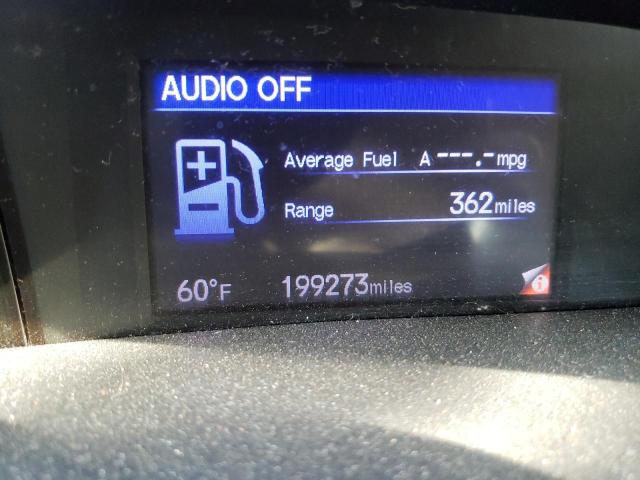 AUDIO OFF
Average Fuel A ---.- mpg
Range 362 miles
60°F 199273 miles
i